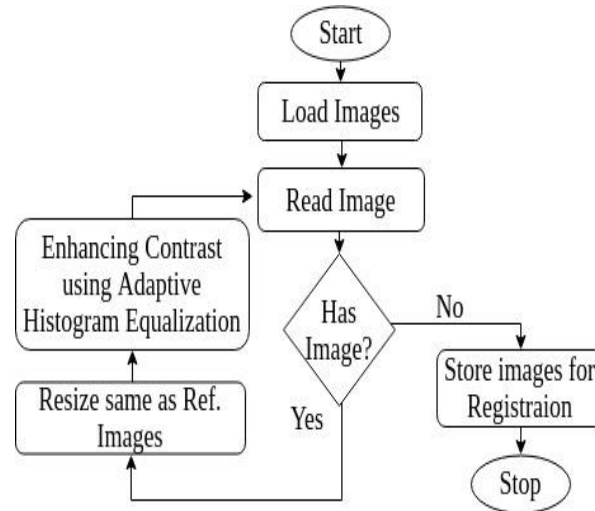 Start
Load Images
Read Image
Enhancing Contrast
using Adaptive
Histogram Equalization
Has
Image?
No
Store images for
Registraion
Resize same as Ref.
Images
Yes
Stop